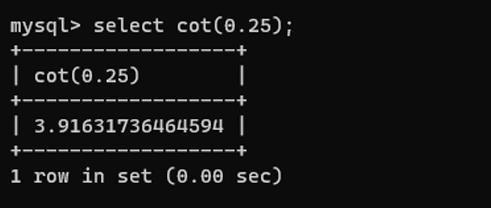 mysql> select cot(0.25);
+------------------+
| cot(0.25)        |
+------------------+
| 3.91631736464594 |
+------------------+
1 row in set (0.00 sec)